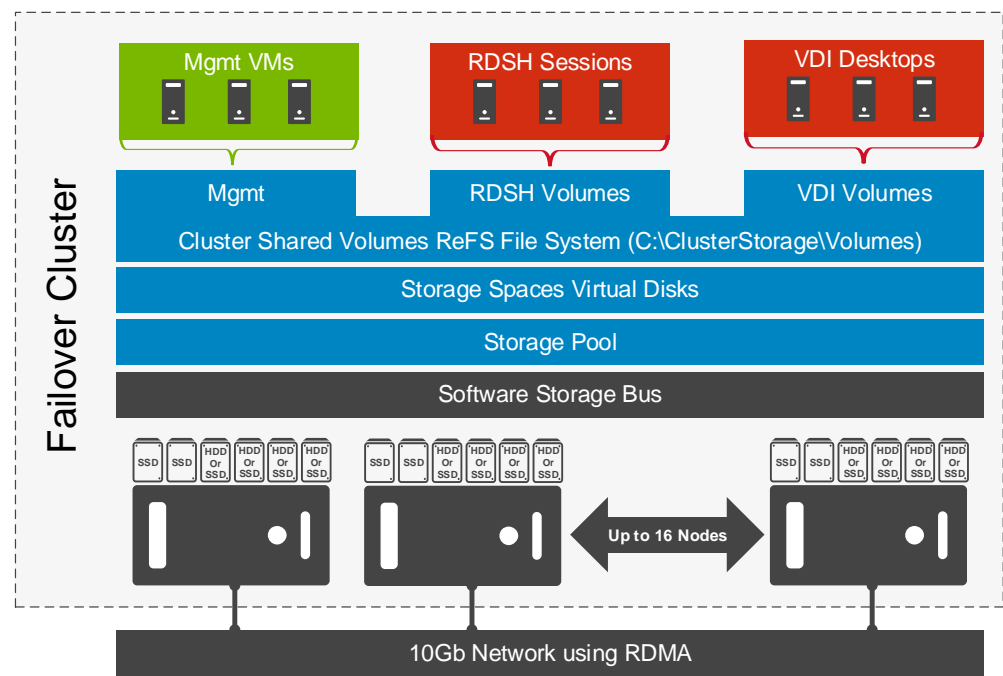 Failover Cluster
Mgmt VMs
RDSH Sessions
VDI Desktops
Mgmt
RDSH Volumes
VDI Volumes
Cluster Shared Volumes ReFS File System (C:\ClusterStorage\Volumes)
Storage Spaces Virtual Disks
Storage Pool
Software Storage Bus
SSD
SSD
HDD
Or
SSD
HDD
Or
SSD
HDD
Or
SSD
HDD
Or
SSD
SSD
SSD
HDD
Or
SSD
HDD
Or
SSD
HDD
Or
SSD
HDD
Or
SSD
SSD
SSD
HDD
Or
SSD
HDD
Or
SSD
HDD
Or
SSD
HDD
Or
SSD
Up to 16 Nodes
10Gb Network using RDMA